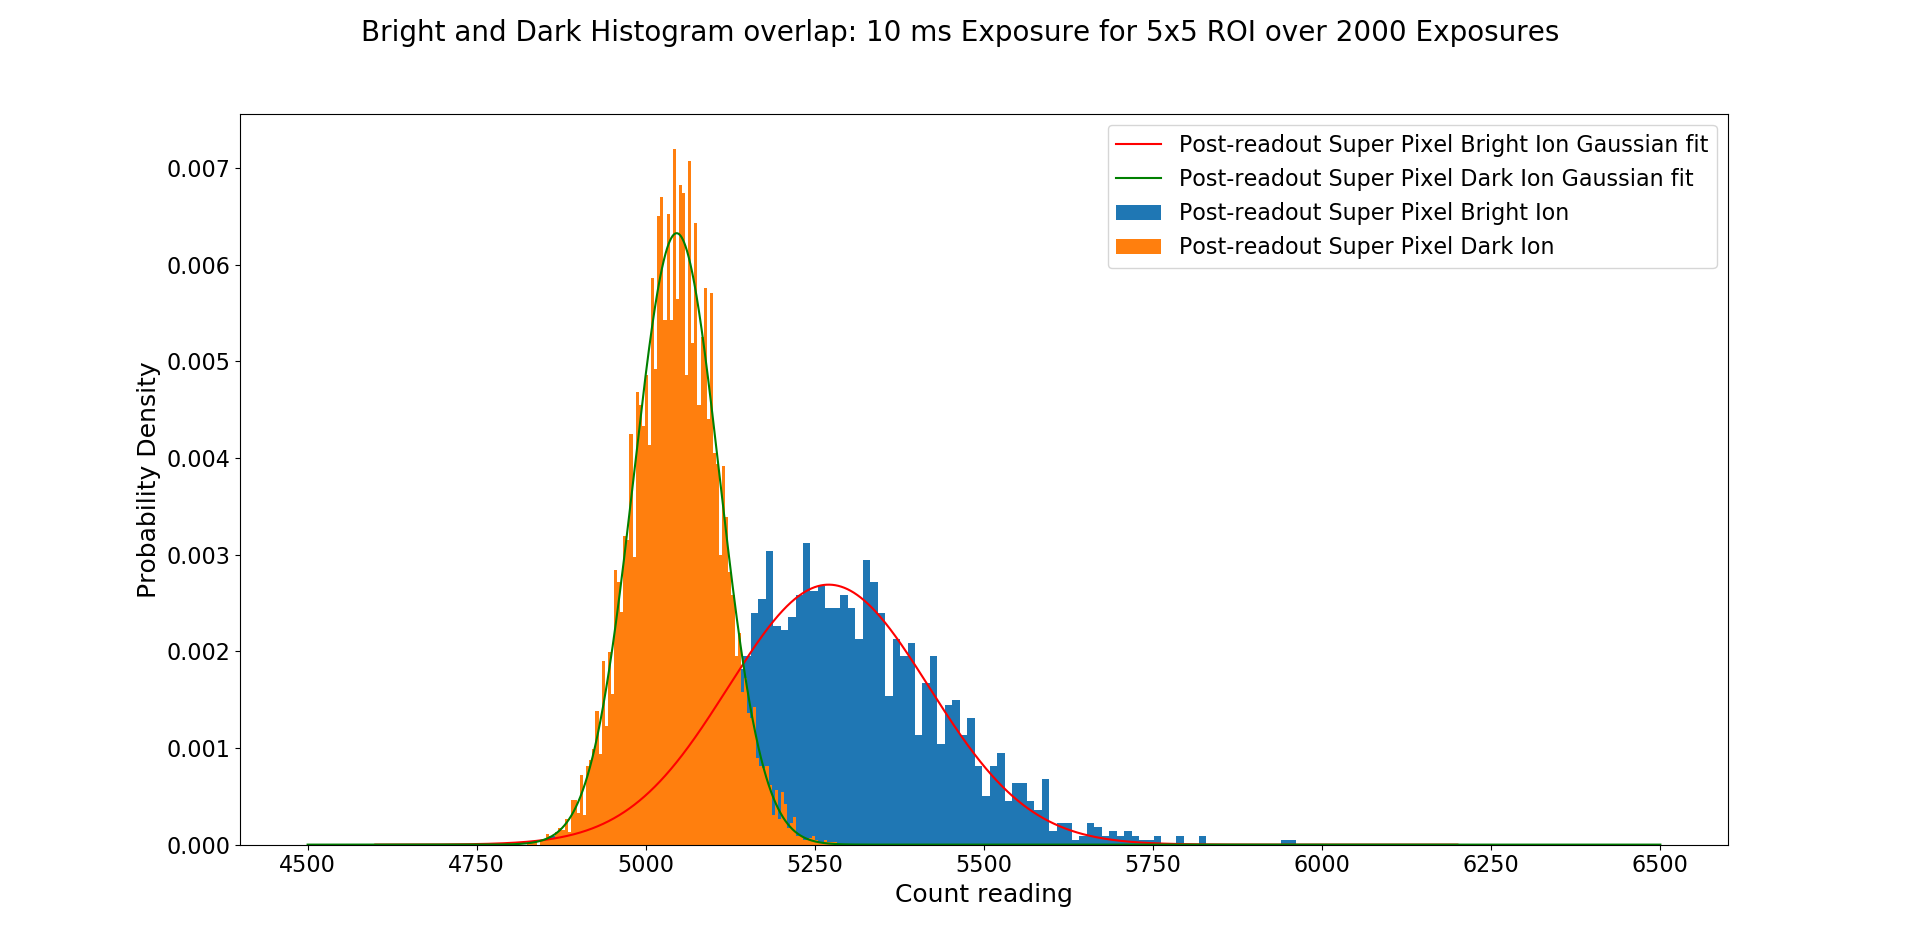 Bright and Dark Histogram overlap: 10 ms Exposure for 5x5 ROI over 2000 Exposures
Post-readout Super Pixel Bright Ion Gaussian fit
Post-readout Super Pixel Dark Ion Gaussian fit
Post-readout Super Pixel Bright Ion
Post-readout Super Pixel Dark Ion
Probability Density
0.007
0.006
0.005
0.004
0.003
0.002
0.001
0.000
4500 4750 5000 5250 5500 5750 6000 6250 6500
Count reading